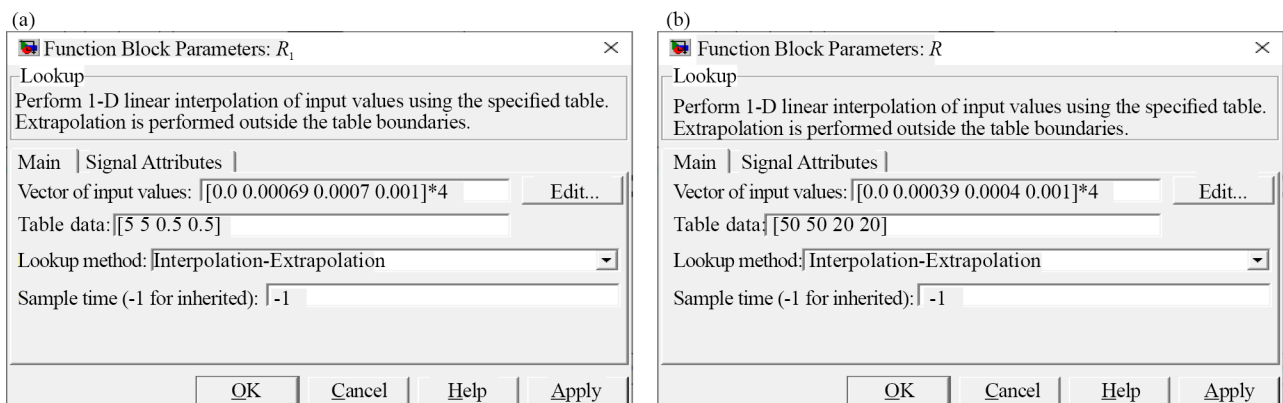 (a)
Function Block Parameters: R₁
Lookup
Perform 1-D linear interpolation of input values using the specified table.
Extrapolation is performed outside the table boundaries.
Main Signal Attributes
Vector of input values: [0.0 0.00069 0.0007 0.001]*4 Edit...
Table data: [5 5 0.5 0.5]
Lookup method: Interpolation-Extrapolation
Sample time (-1 for inherited): -1
OK Cancel Help Apply
(b)
Function Block Parameters: R
Lookup
Perform 1-D linear interpolation of input values using the specified table.
Extrapolation is performed outside the table boundaries.
Main Signal Attributes
Vector of input values: [0.0 0.00039 0.0004 0.001]*4 Edit...
Table data: [50 50 20 20]
Lookup method: Interpolation-Extrapolation
Sample time (-1 for inherited): -1
OK Cancel Help Apply